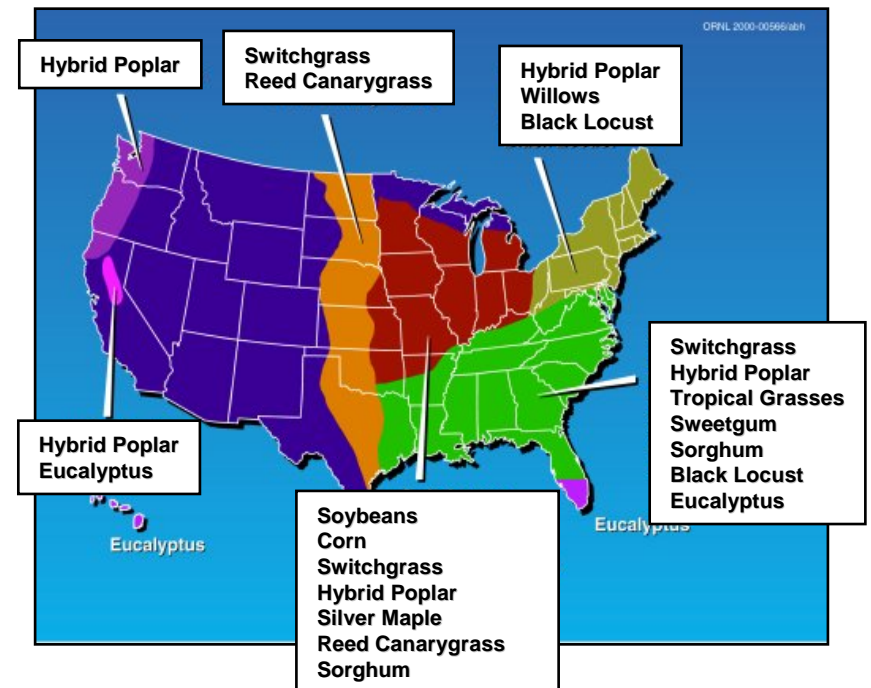 ORNL 2000-00566/abh
Hybrid Poplar
Switchgrass
Reed Canarygrass
Hybrid Poplar
Willows
Black Locust
Switchgrass
Hybrid Poplar
Tropical Grasses
Sweetgum
Sorghum
Black Locust
Eucalyptus
Hybrid Poplar
Eucalyptus
Eucalyptus
Soybeans
Corn
Switchgrass
Hybrid Poplar
Silver Maple
Reed Canarygrass
Sorghum
Eucalyptus